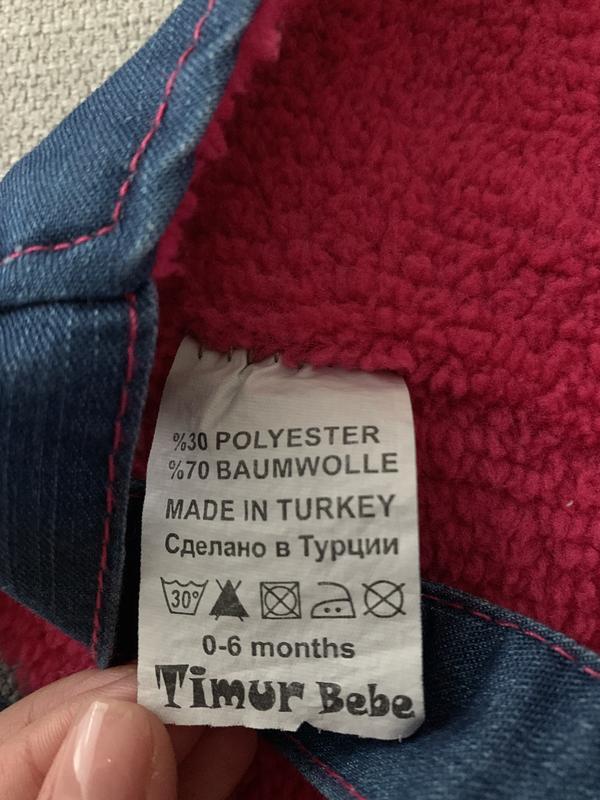 %30 POLYESTER
%70 BAUMWOLLE
MADE IN TURKEY
Сделано в Турции
30°
0-6 months
Timur Bebe